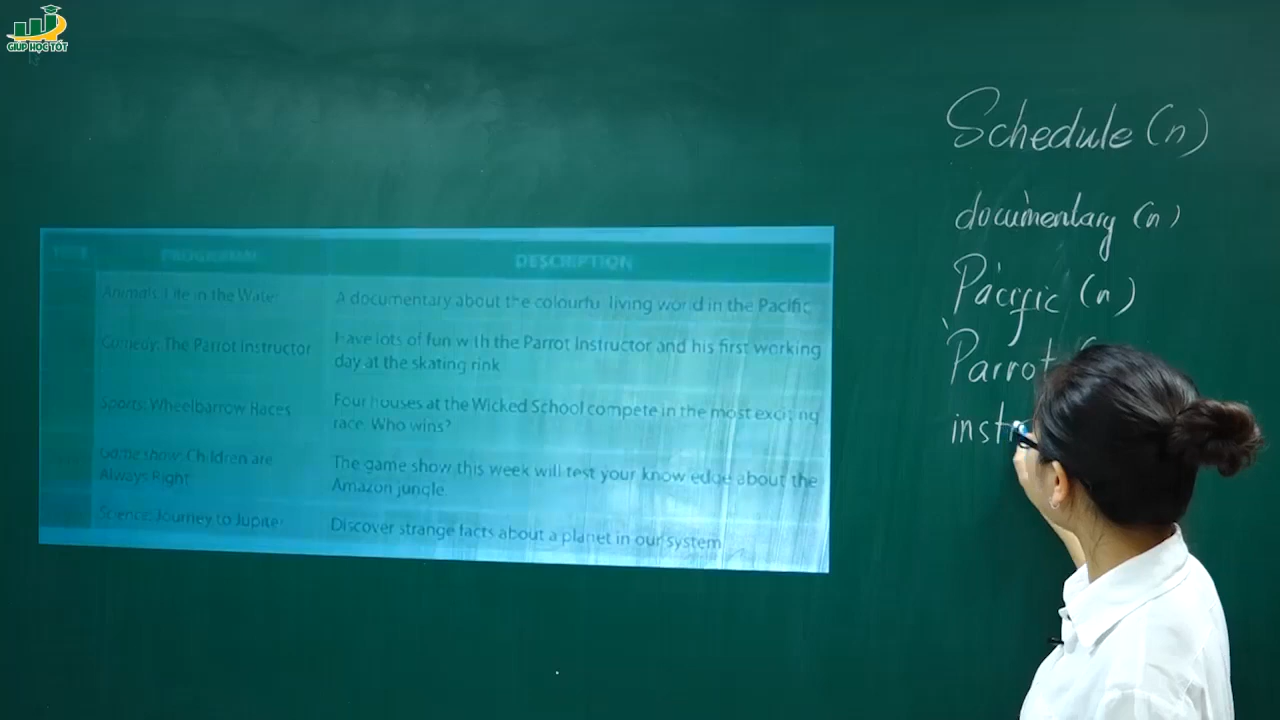 GIÚP HỌC TỐT
Schedule (n)
documentary (n)
Pacific (n)
Parrot
inst
PROGRAMME DESCRIPTION
Animals: Life in the Water A documentary about the colourful living world in the Pacific
Comedy: The Parrot Instructor Have lots of fun with the Parrot Instructor and his first working
day at the skating rink
Sports: Wheelbarrow Races Four houses at the Wicked School compete in the most exciting
race. Who wins?
Game show: Children are The game show this week will test your knowledge about the
Always Right Amazon jungle.
Science: Journey to Jupiter Discover strange facts about a planet in our system